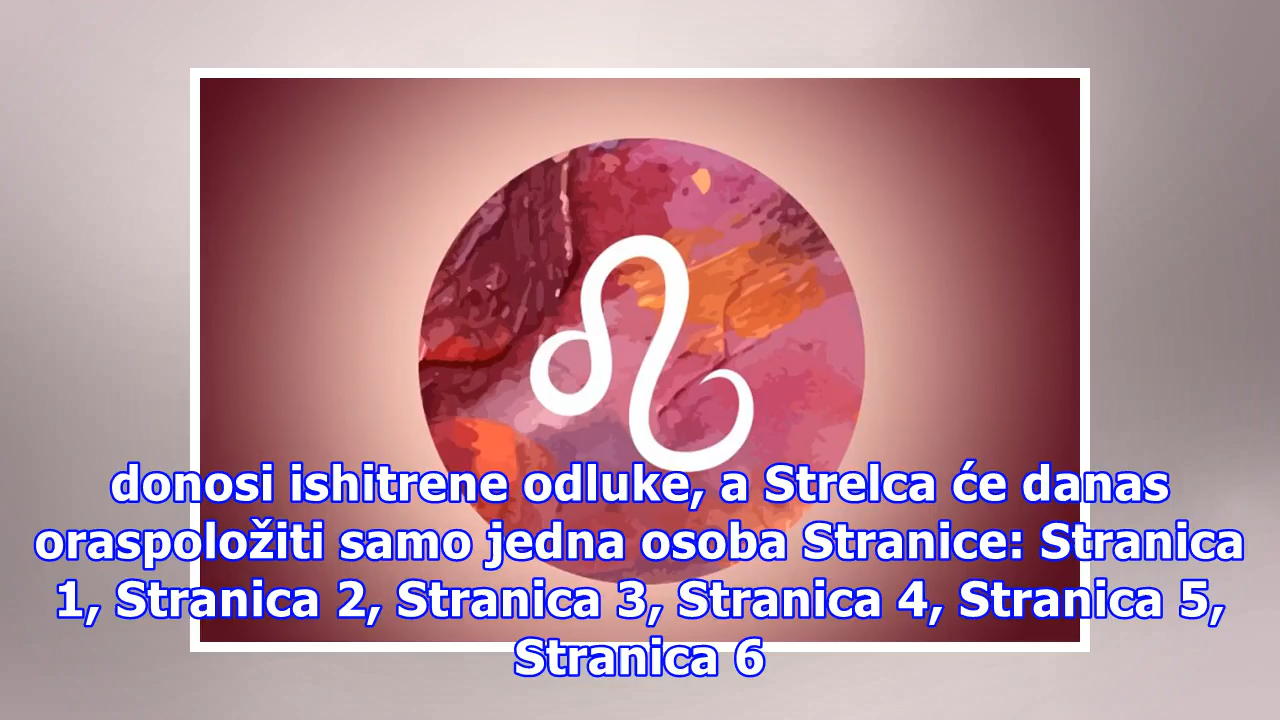 donosi ishitrene odluke, a Strelca će danas
oraspoložiti samo jedna osoba Stranice: Stranica
1, Stranica 2, Stranica 3, Stranica 4, Stranica 5,
Stranica 6